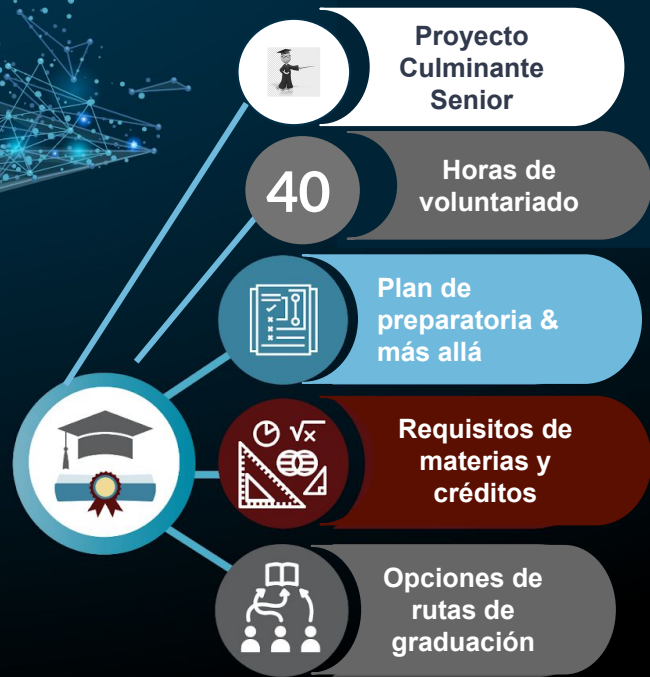 Proyecto
Culminante
Senior
40
Horas de
voluntariado
Plan de
preparatoria &
más allá
√x
Requisitos de
materias y
créditos
Opciones de
rutas de
graduación